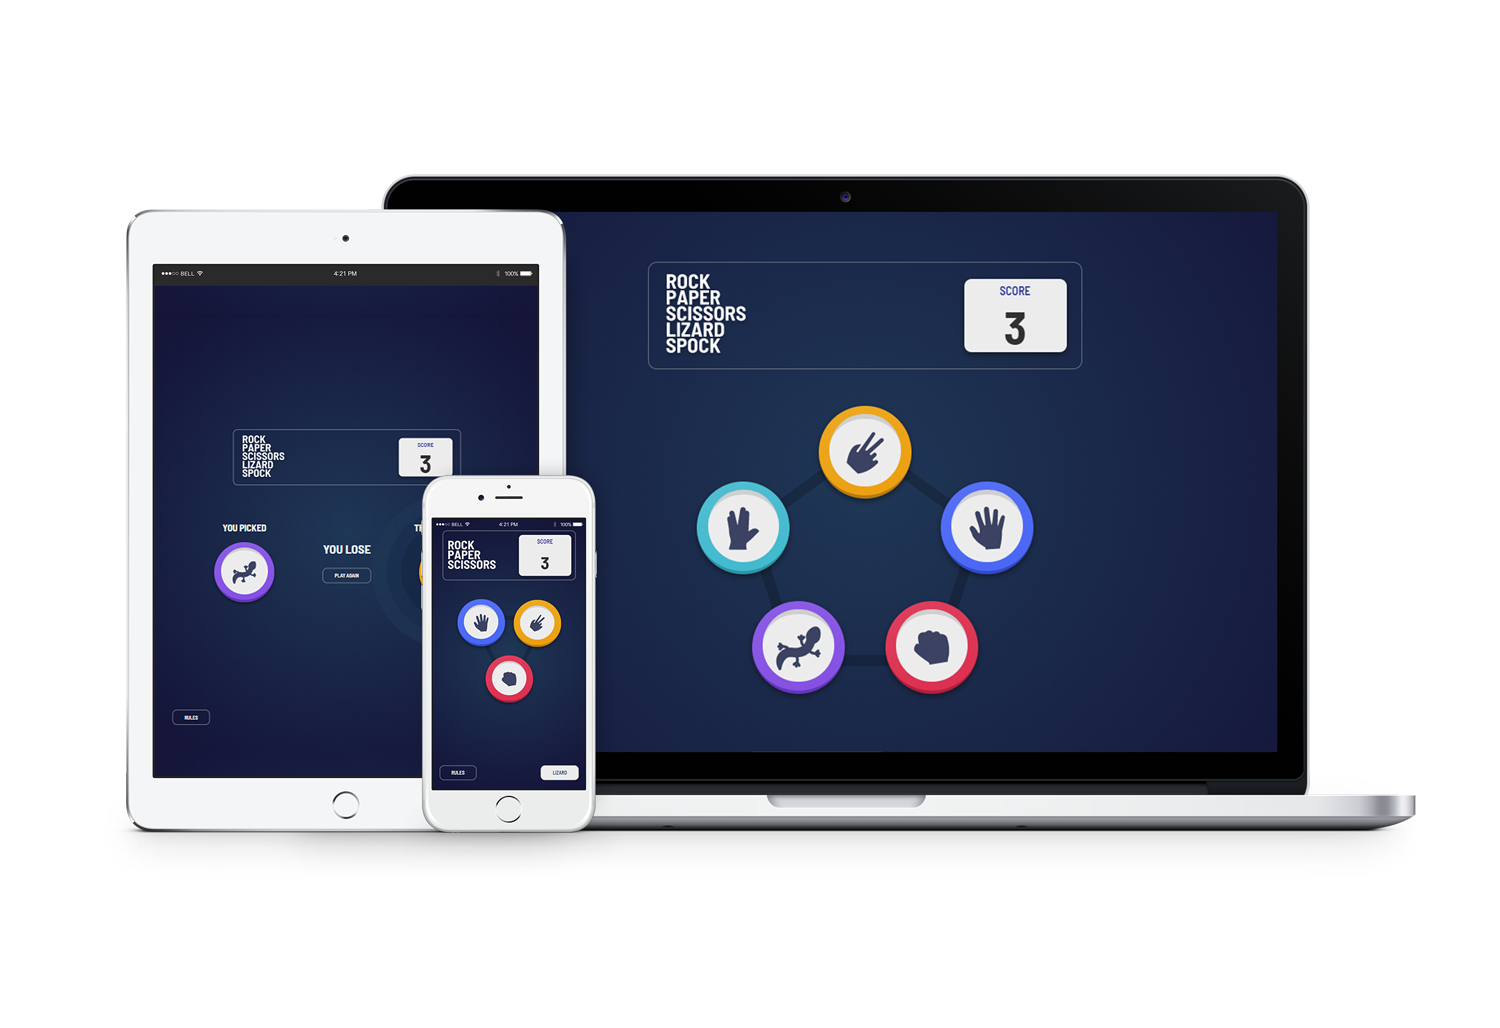 BELL
4:21 PM
100%
ROCK
PAPER
SCISSORS
LIZARD
SPOCK
SCORE
3
YOU PICKED
YOU LOSE
PLAY AGAIN
RULES
BELL
4:21 PM
100%
ROCK
PAPER
SCISSORS
SCORE
3
RULES
LIZARD
ROCK
PAPER
SCISSORS
LIZARD
SPOCK
SCORE
3